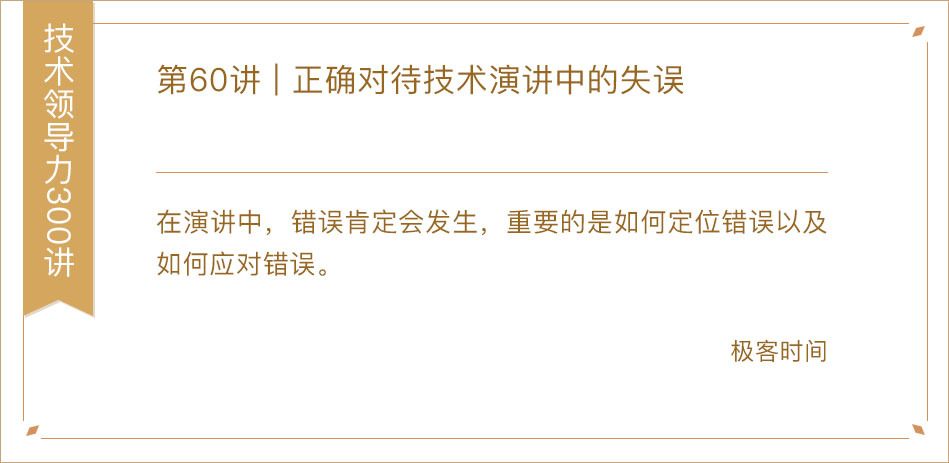 技术领导力300讲
第60讲 | 正确对待技术演讲中的失误
在演讲中，错误肯定会发生，重要的是如何定位错误以及
如何应对错误。
极客时间